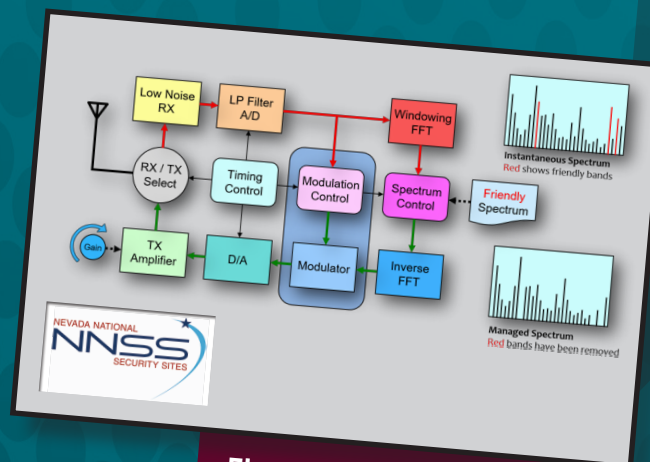 Low Noise
RX
LP Filter
A/D
Windowing
FFT
RX / TX
Select
Timing
Control
Modulation
Control
Spectrum
Control
Friendly
Spectrum
Gain
TX
Amplifier
D/A
Modulator
Inverse
FFT
Instantaneous Spectrum
Red shows friendly bands
Managed Spectrum
Red bands have been removed
NEVADA NATIONAL
NNSS
SECURITY SITES